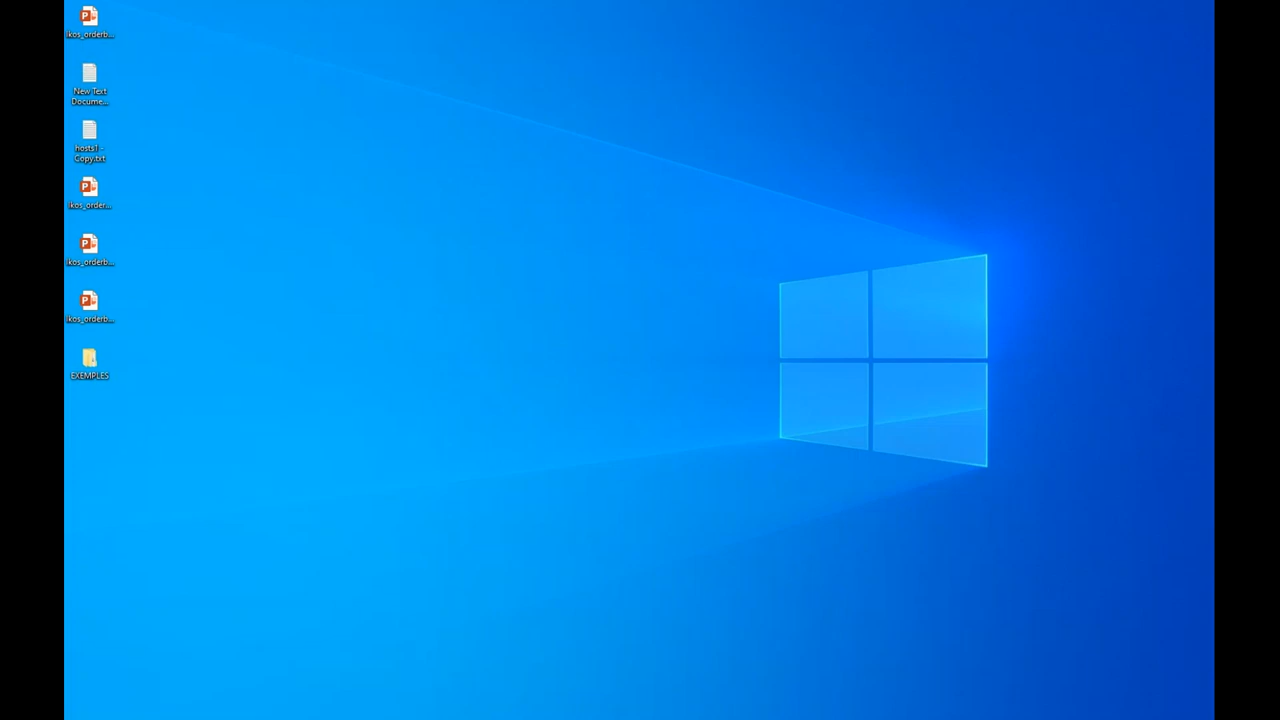 ikos_orderb...
New Text
Docume...
hosts1 -
Copy.txt
ikos_order...
ikos_orderb...
ikos_orderb...
EXEMPLES